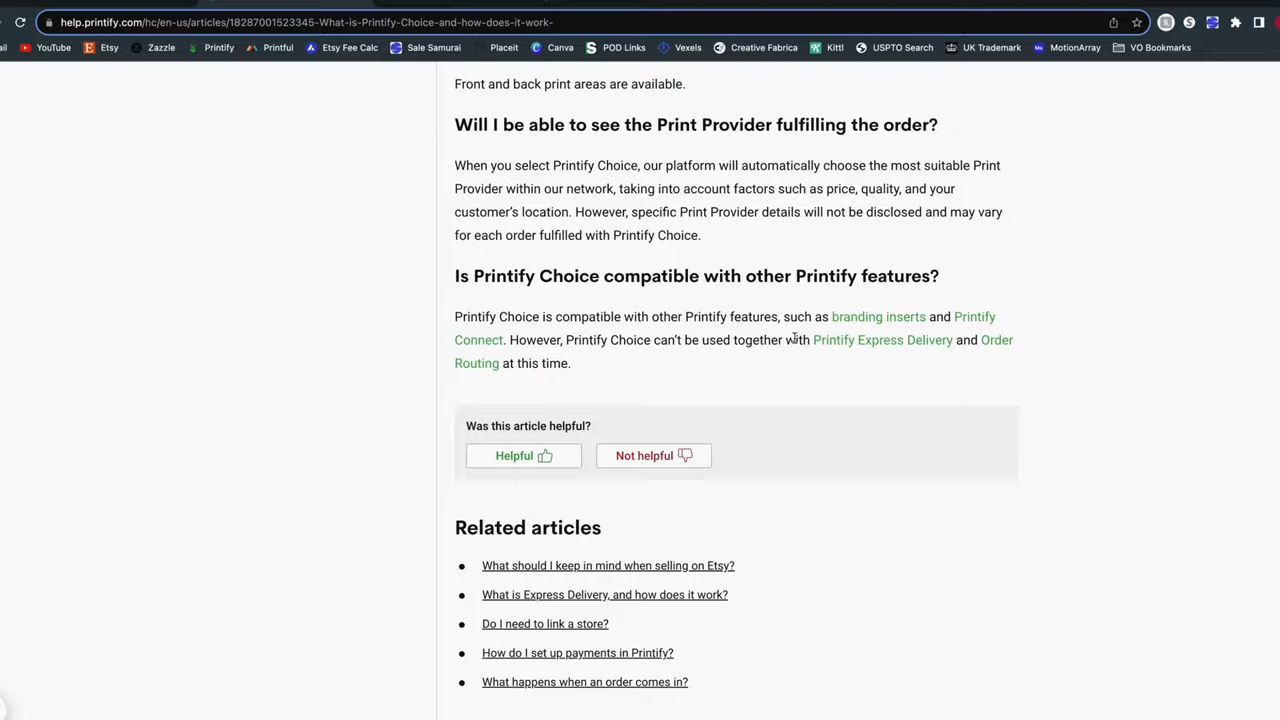 help.printify.com/hc/en-us/articles/18287001523345-What-is-Printify-Choice-and-how-does-it-work-
ail YouTube Etsy Zazzle Printify Printful Etsy Fee Calc Sale Samurai Placeit Canva POD Links Vexels Creative Fabrica Kittl USPTO Search UK Trademark MotionArray VO Bookmarks
Front and back print areas are available.
Will I be able to see the Print Provider fulfilling the order?
When you select Printify Choice, our platform will automatically choose the most suitable Print
Provider within our network, taking into account factors such as price, quality, and your
customer's location. However, specific Print Provider details will not be disclosed and may vary
for each order fulfilled with Printify Choice.
Is Printify Choice compatible with other Printify features?
Printify Choice is compatible with other Printify features, such as branding inserts and Printify
Connect. However, Printify Choice can't be used together with Printify Express Delivery and Order
Routing at this time.
Was this article helpful?
Helpful Not helpful
Related articles
What should I keep in mind when selling on Etsy?
What is Express Delivery, and how does it work?
Do I need to link a store?
How do I set up payments in Printify?
What happens when an order comes in?